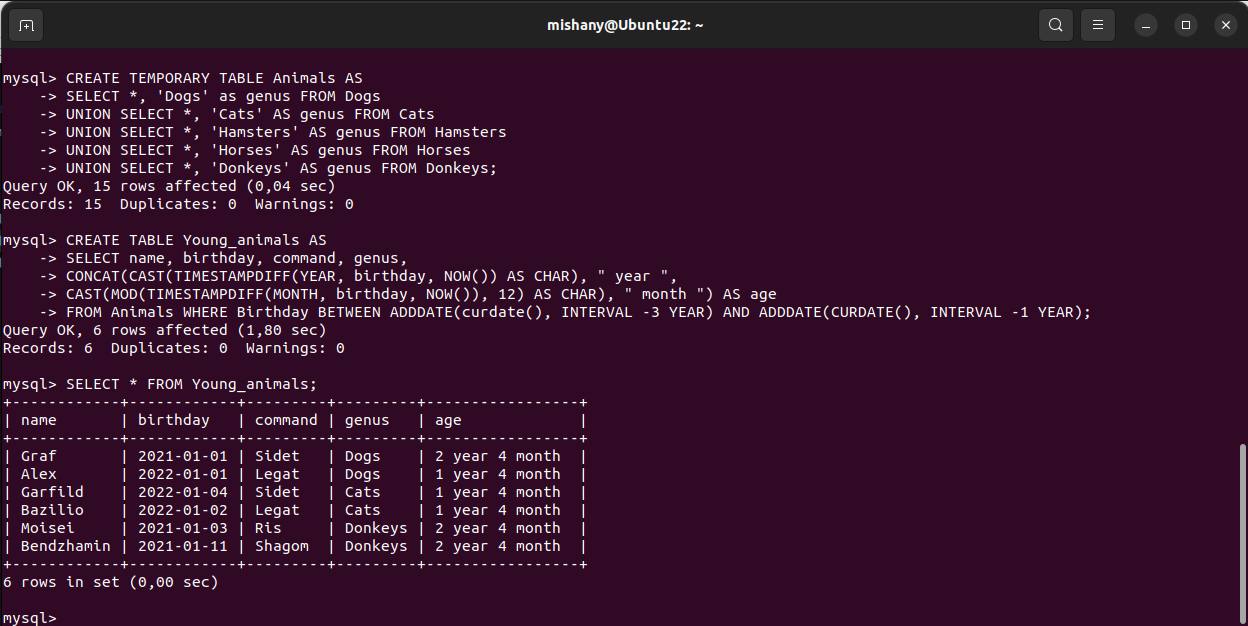 mishany@Ubuntu22: ~
mysql> CREATE TEMPORARY TABLE Animals AS
    -> SELECT *, 'Dogs' as genus FROM Dogs
    -> UNION SELECT *, 'Cats' AS genus FROM Cats
    -> UNION SELECT *, 'Hamsters' AS genus FROM Hamsters
    -> UNION SELECT *, 'Horses' AS genus FROM Horses
    -> UNION SELECT *, 'Donkeys' AS genus FROM Donkeys;
Query OK, 15 rows affected (0,04 sec)
Records: 15  Duplicates: 0  Warnings: 0

mysql> CREATE TABLE Young_animals AS
    -> SELECT name, birthday, command, genus,
    -> CONCAT(CAST(TIMESTAMPDIFF(YEAR, birthday, NOW()) AS CHAR), " year ",
    -> CAST(MOD(TIMESTAMPDIFF(MONTH, birthday, NOW()), 12) AS CHAR), " month ") AS age
    -> FROM Animals WHERE Birthday BETWEEN ADDDATE(curdate(), INTERVAL -3 YEAR) AND ADDDATE(CURDATE(), INTERVAL -1 YEAR);
Query OK, 6 rows affected (1,80 sec)
Records: 6  Duplicates: 0  Warnings: 0

mysql> SELECT * FROM Young_animals;
+------------+------------+---------+---------+-----------------+
| name       | birthday   | command | genus   | age             |
+------------+------------+---------+---------+-----------------+
| Graf       | 2021-01-01 | Sidet   | Dogs    | 2 year 4 month  |
| Alex       | 2022-01-01 | Legat   | Dogs    | 1 year 4 month  |
| Garfild    | 2022-01-04 | Sidet   | Cats    | 1 year 4 month  |
| Bazilio    | 2022-01-02 | Legat   | Cats    | 1 year 4 month  |
| Moisei     | 2021-01-03 | Ris     | Donkeys | 2 year 4 month  |
| Bendzhamin | 2021-01-11 | Shagom  | Donkeys | 2 year 4 month  |
+------------+------------+---------+---------+-----------------+
6 rows in set (0,00 sec)

mysql>